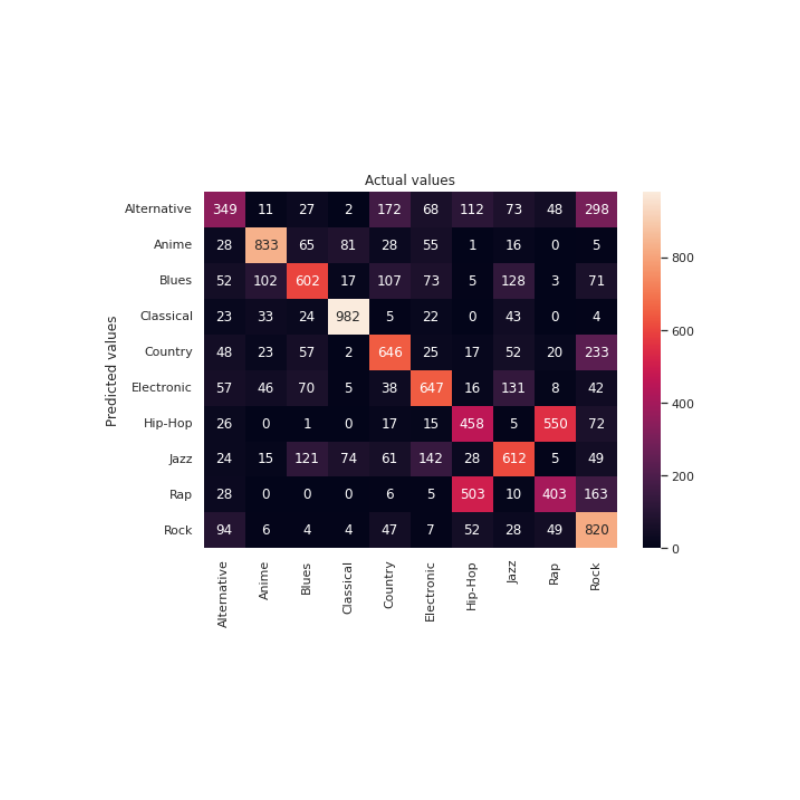 Actual values
Predicted values
Alternative 349 11 27 2 172 68 112 73 48 298
Anime 28 833 65 81 28 55 1 16 0 5
Blues 52 102 602 17 107 73 5 128 3 71
Classical 23 33 24 982 5 22 0 43 0 4
Country 48 23 57 2 646 25 17 52 20 233
Electronic 57 46 70 5 38 647 16 131 8 42
Hip-Hop 26 0 1 0 17 15 458 5 550 72
Jazz 24 15 121 74 61 142 28 612 5 49
Rap 28 0 0 0 6 5 503 10 403 163
Rock 94 6 4 4 47 7 52 28 49 820
Alternative Anime Blues Classical Country Electronic Hip-Hop Jazz Rap Rock
800
600
400
200
0